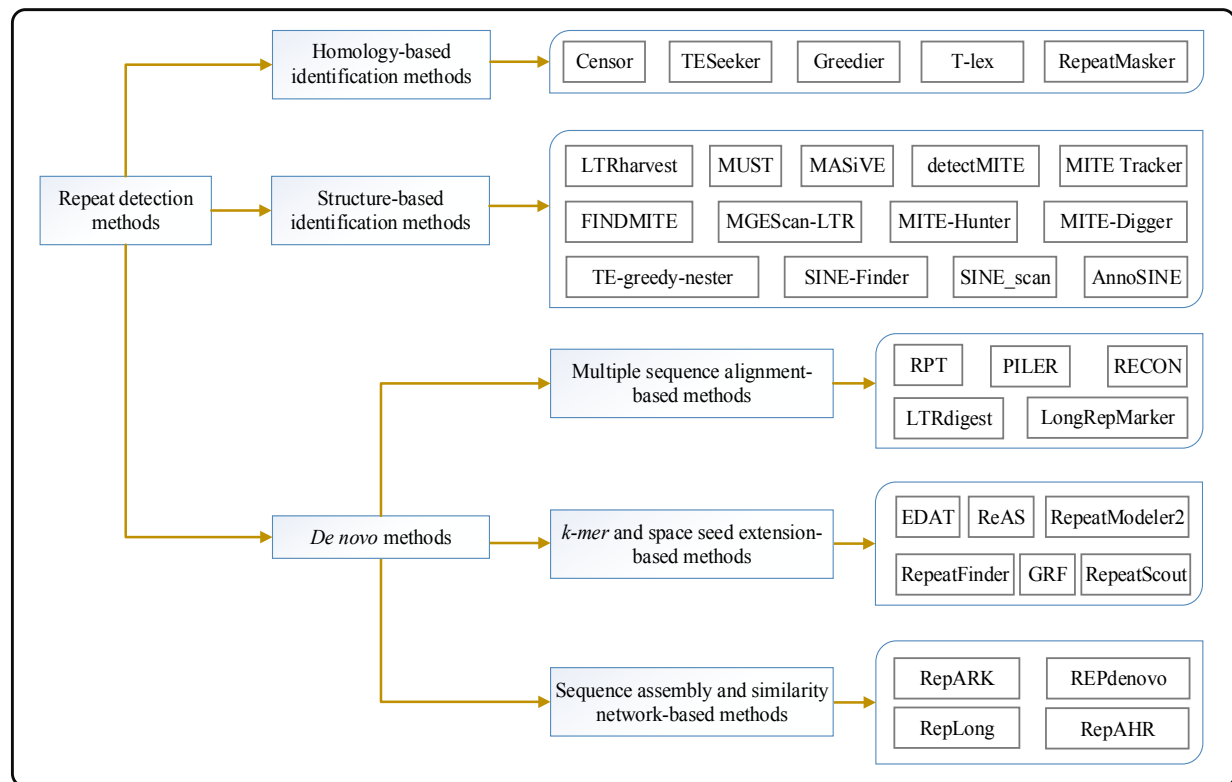 Homology-based
identification methods
Censor
TESeeker
Greedier
T-lex
RepeatMasker
Repeat detection
methods
Structure-based
identification methods
LTRharvest
MUST
MASiVE
detectMITE
MITE Tracker
FINDMITE
MGEScan-LTR
MITE-Hunter
MITE-Digger
TE-greedy-nester
SINE-Finder
SINE_scan
AnnoSINE
De novo methods
Multiple sequence alignment-
based methods
RPT
PILER
RECON
LTRdigest
LongRepMarker
k-mer and space seed extension-
based methods
EDAT
ReAS
RepeatModeler2
RepeatFinder
GRF
RepeatScout
Sequence assembly and similarity
network-based methods
RepARK
REPdenovo
RepLong
RepAHR